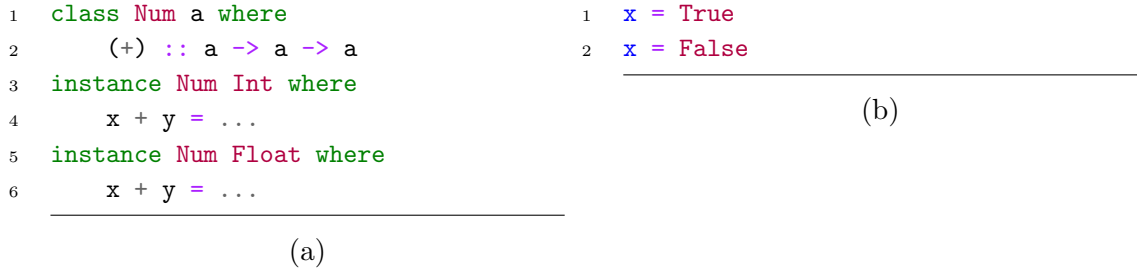 1 class Num a where
2     (+) :: a -> a -> a
3 instance Num Int where
4     x + y = ...
5 instance Num Float where
6     x + y = ...
(a)
1 x = True
2 x = False
(b)